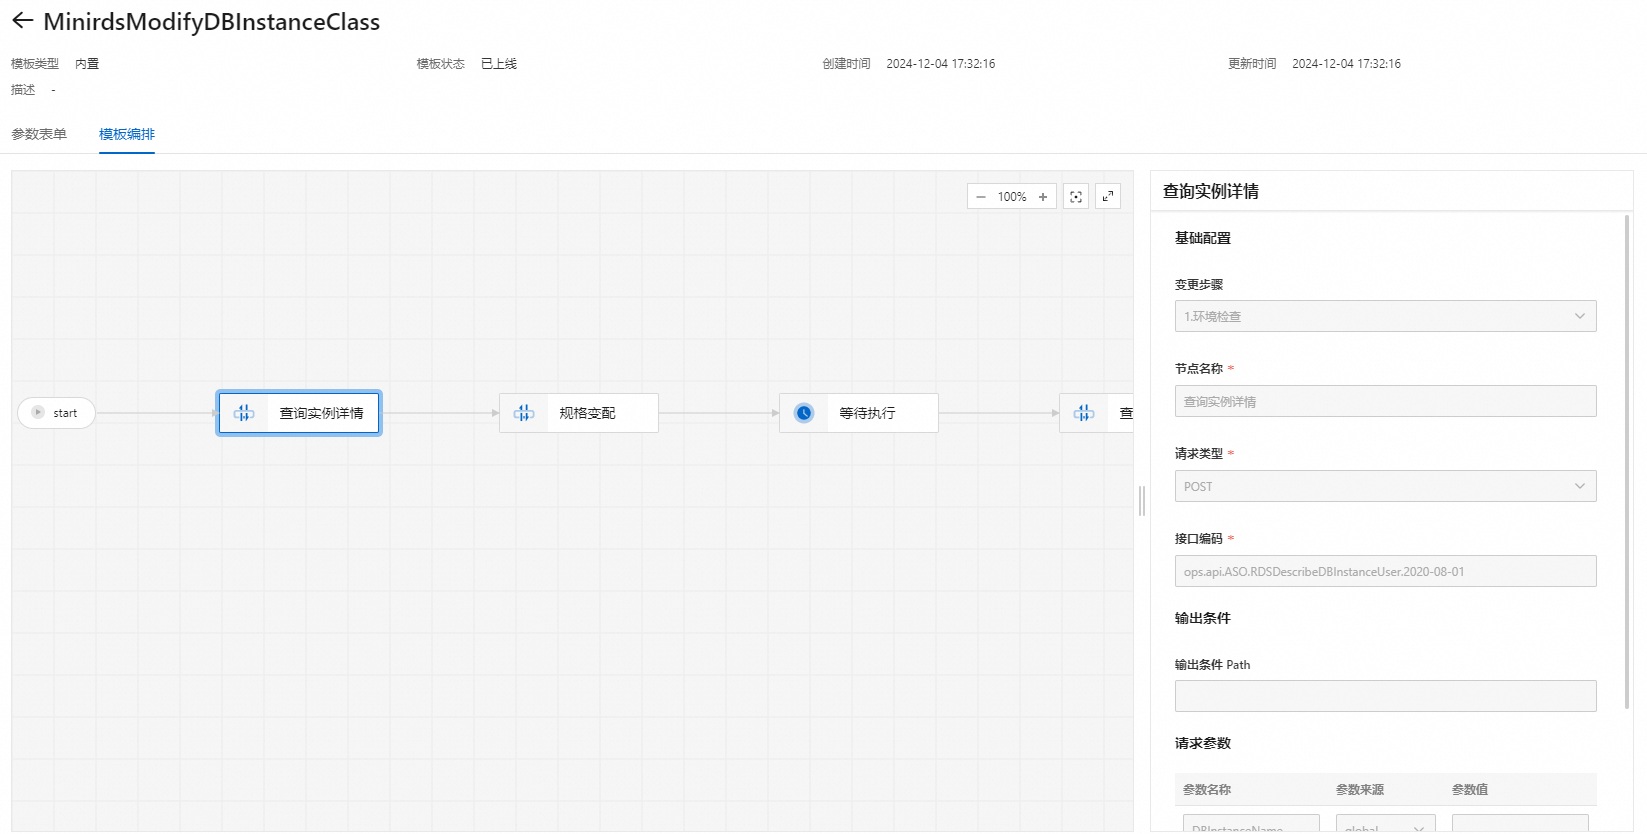 MinirdsModifyDBInstanceClass
模板类型 内置 模板状态 已上线 创建时间 2024-12-04 17:32:16 更新时间 2024-12-04 17:32:16
描述 -
参数表单 模板编排
100%
start
查询实例详情
规格变配
等待执行
查
查询实例详情
基础配置
变更步骤
1.环境检查
节点名称 *
查询实例详情
请求类型 *
POST
接口编码 *
ops.api.ASO.RDSDescribeDBInstanceUser.2020-08-01
输出条件
输出条件 Path
请求参数
参数名称 参数来源 参数值
DBInstanceName global